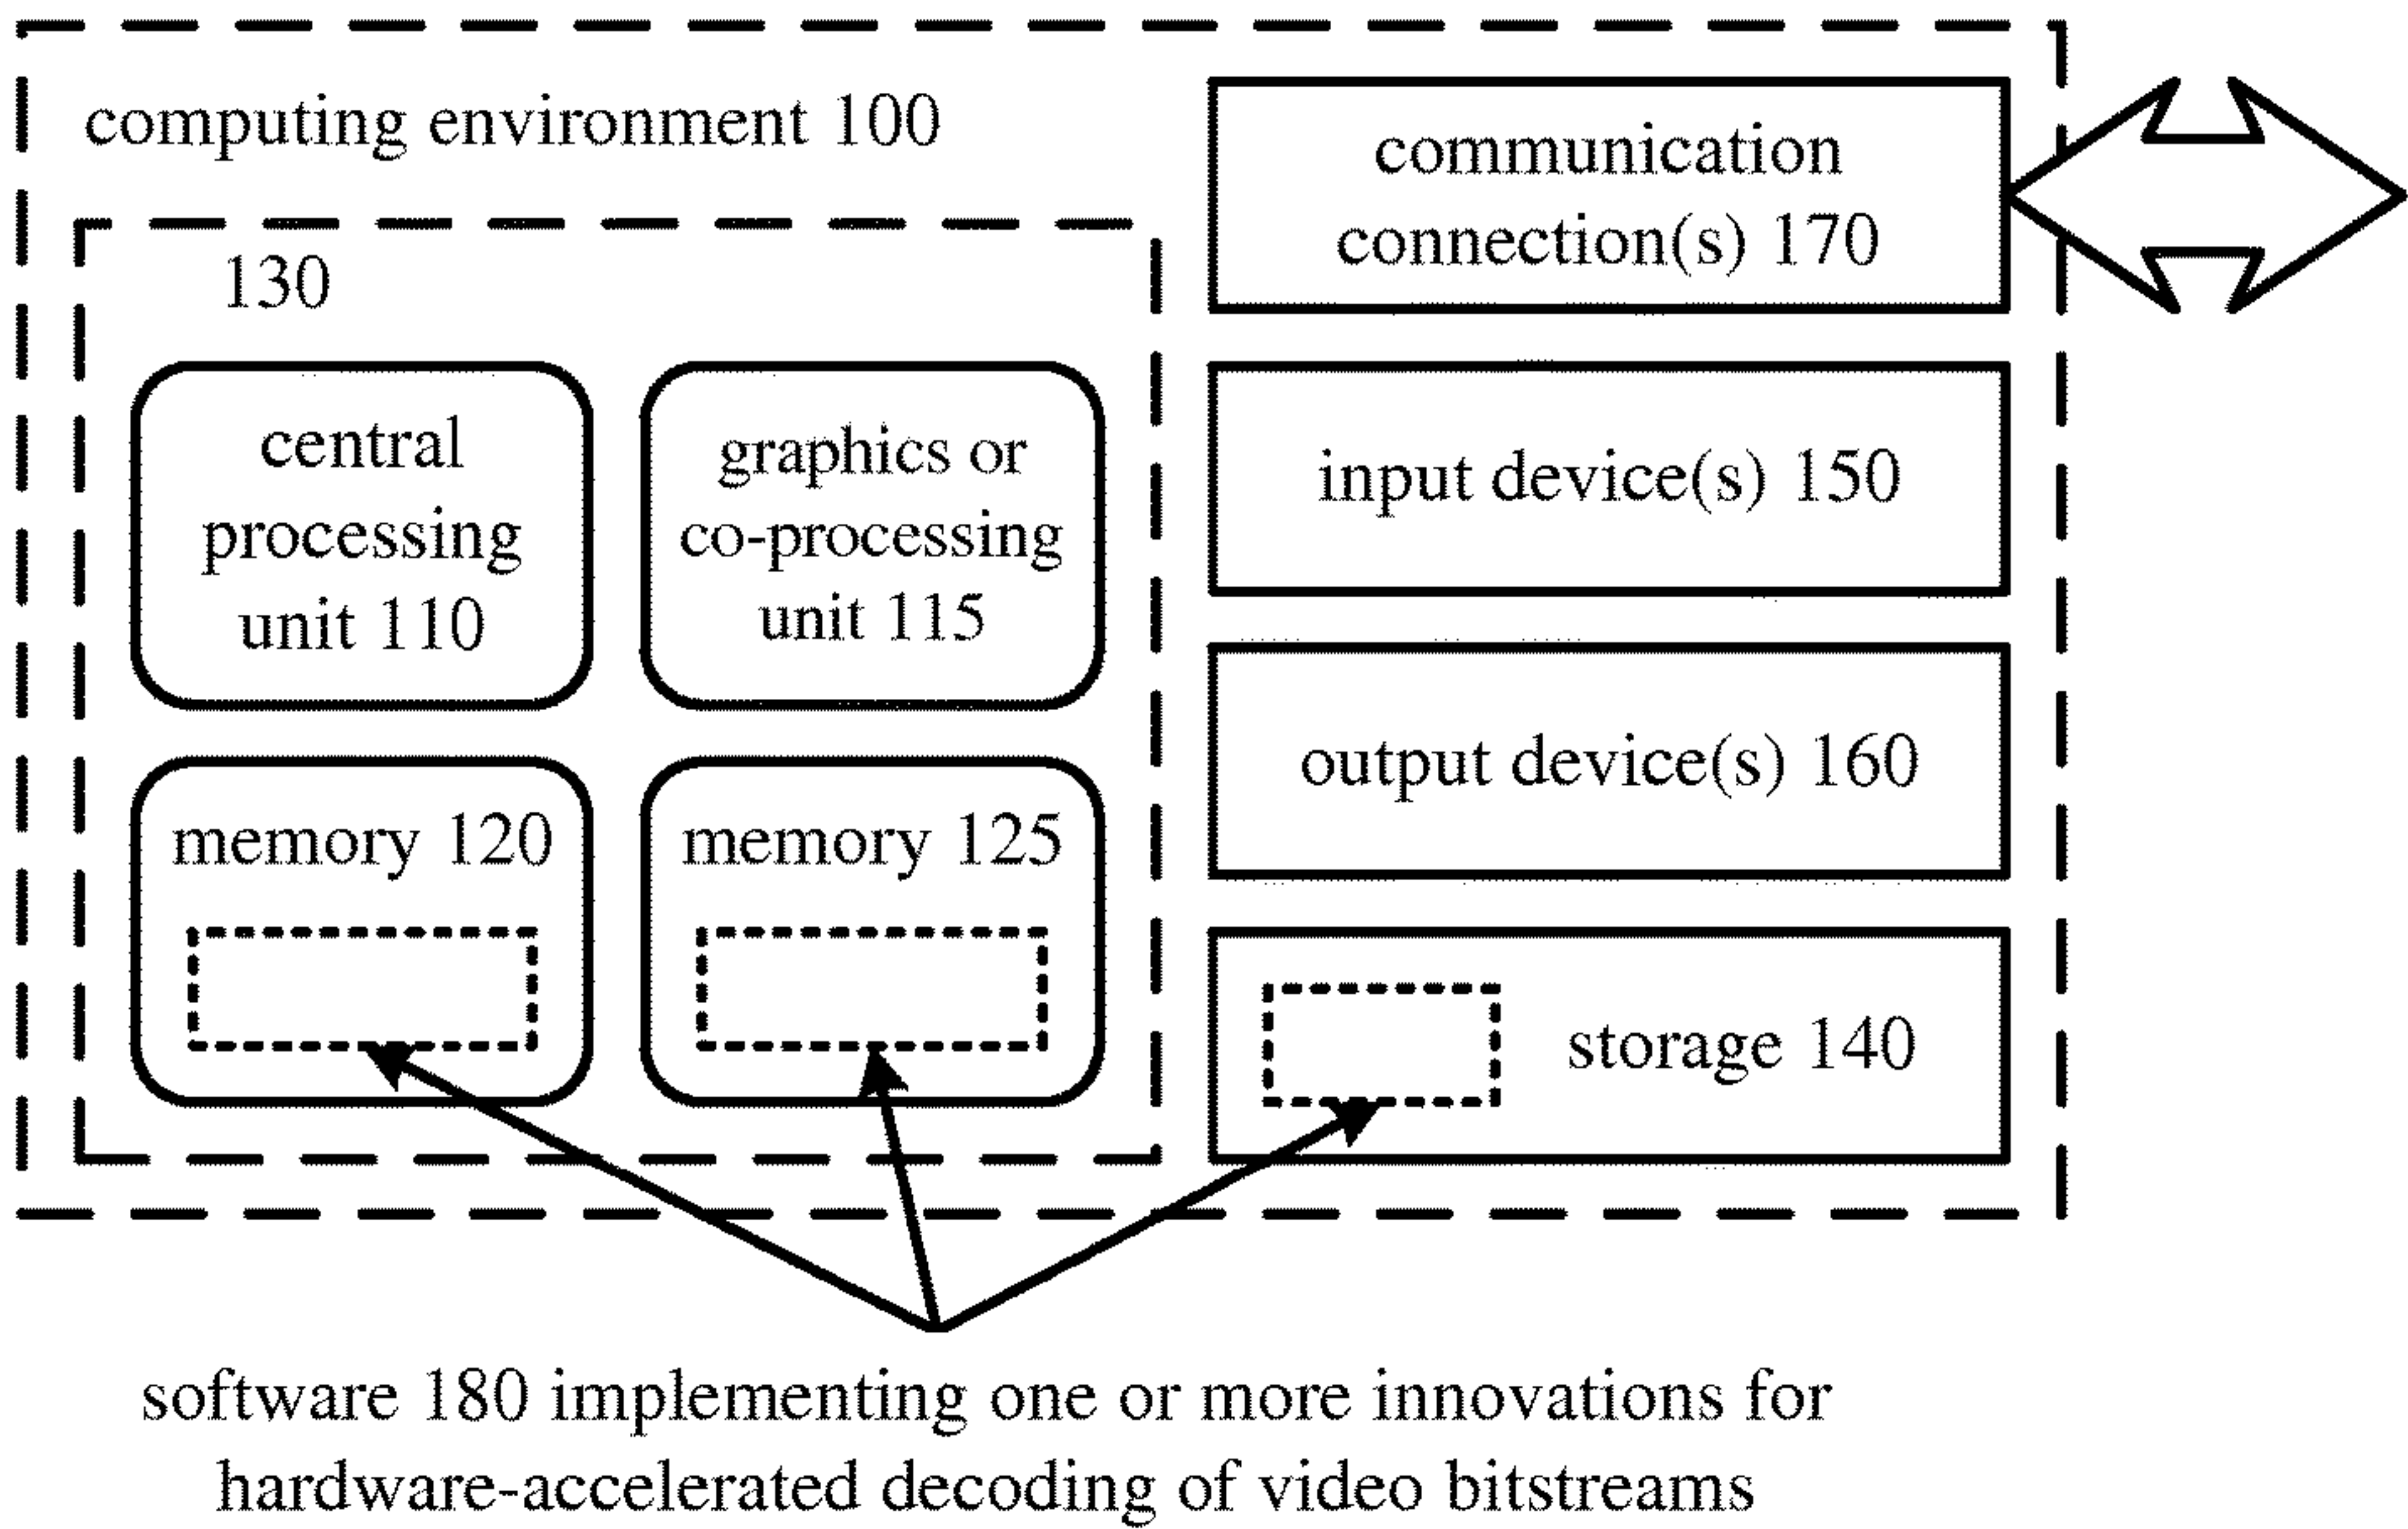 computing environment 100
130
central
processing
unit 110
graphics or
co-processing
unit 115
memory 120
memory 125
communication
connection(s) 170
input device(s) 150
output device(s) 160
storage 140
software 180 implementing one or more innovations for
hardware-accelerated decoding of video bitstreams